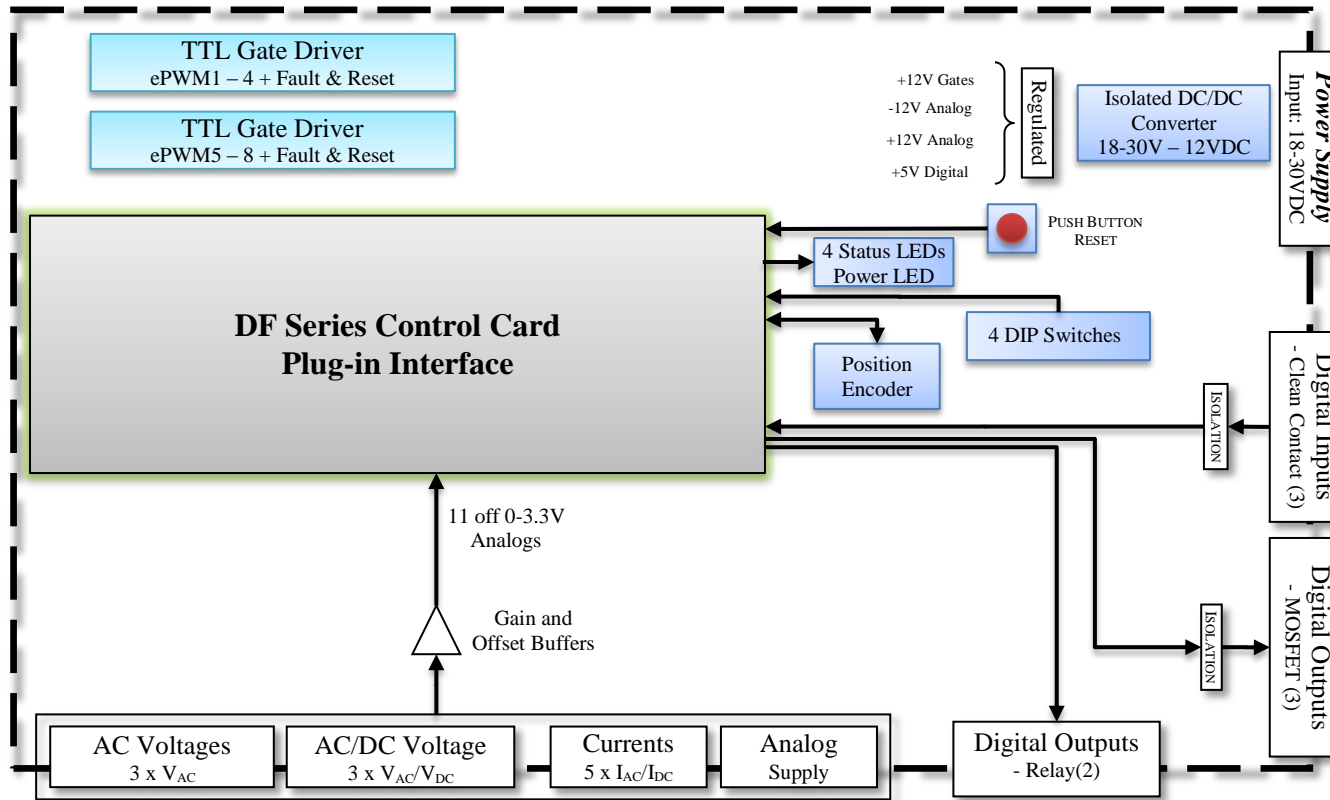 TTL Gate Driver
ePWM1 – 4 + Fault & Reset
TTL Gate Driver
ePWM5 – 8 + Fault & Reset
+12V Gates
-12V Analog
+12V Analog
+5V Digital
Regulated
Isolated DC/DC
Converter
18-30V – 12VDC
Power Supply
Input: 18-30VDC
PUSH BUTTON
RESET
4 Status LEDs
Power LED
DF Series Control Card
Plug-in Interface
4 DIP Switches
Position
Encoder
ISOLATION
Digital Inputs
- Clean Contact (3)
11 off 0-3.3V
Analogs
Gain and
Offset Buffers
ISOLATION
Digital Outputs
- MOSFET (3)
AC Voltages
3 x VAC
AC/DC Voltage
3 x VAC/VDC
Currents
5 x IAC/IDC
Analog
Supply
Digital Outputs
- Relay(2)